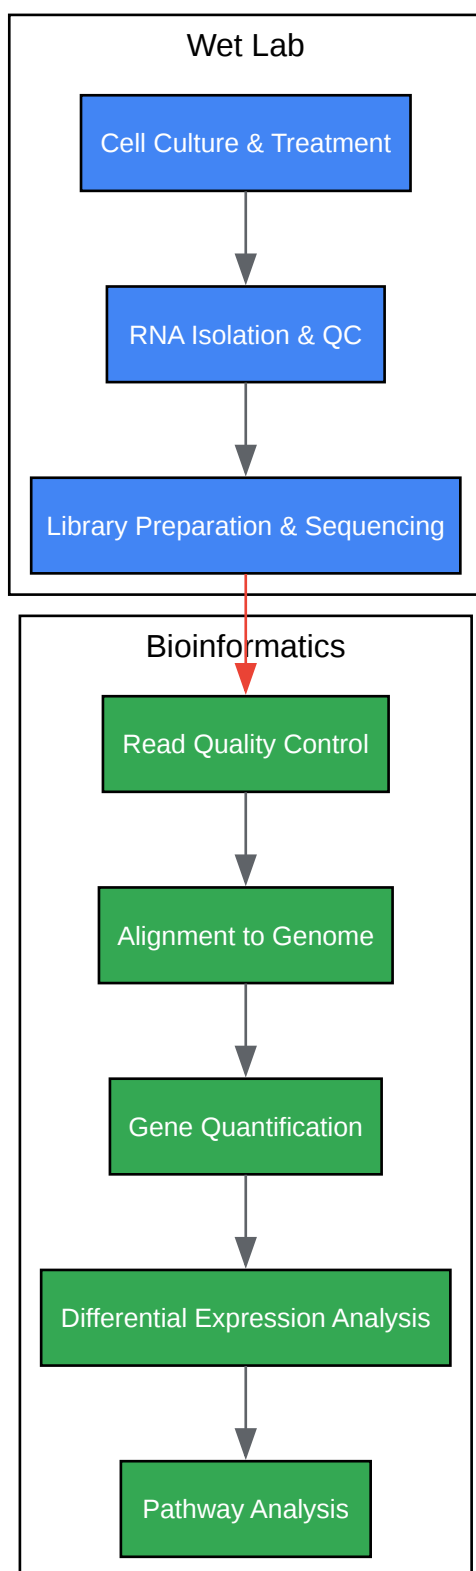 Wet Lab
Cell Culture & Treatment
RNA Isolation & QC
Library Preparation & Sequencing
Bioinformatics
Read Quality Control
Alignment to Genome
Gene Quantification
Differential Expression Analysis
Pathway Analysis